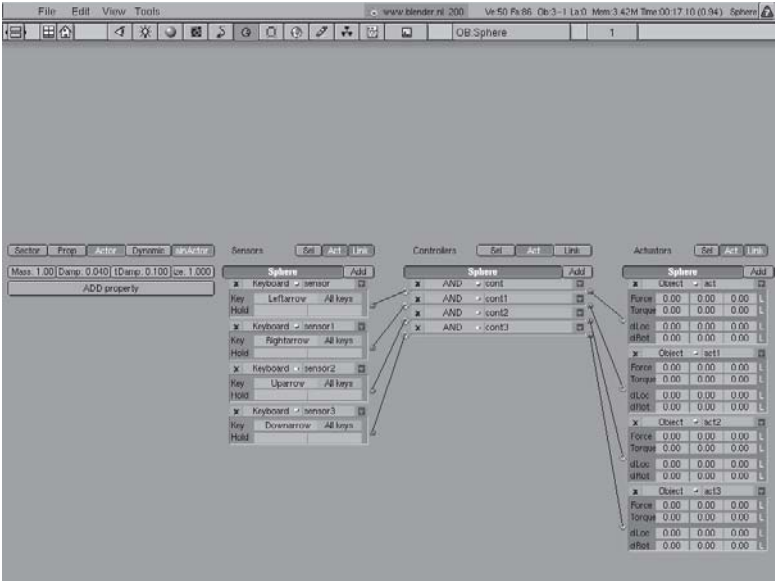 File Edit View Tools www.blender.nl 200 Ve:50 Fa:86 Ob:3-1 La:0 Mem:3.42M Time:00:17.10 (0.94) Sphere
OB:Sphere 1
Sector Prop Actor Dynamic Sensors Sel Act Link Controllers Sel Act Link Actuators Sel Act Link
Mass: 1.00 Damp: 0.040 Damp: 0.100 ize: 1.000 Sphere Add Sphere Add Sphere Add
ADD property
x Keyboard sensor
Key Leftarrow All keys
Hold
x Keyboard sensor1
Key Rightarrow All keys
Hold
x Keyboard sensor2
Key Uparrow All keys
Hold
x Keyboard sensor3
Key Downarrow All keys
Hold
x AND cont
x AND cont1
x AND cont2
x AND cont3
x Object act
Force 0.00 0.00 0.00 L
Torque 0.00 0.00 0.00 L
dLoc 0.00 0.00 0.00 L
dRot 0.00 0.00 0.00 L
x Object act1
Force 0.00 0.00 0.00 L
Torque 0.00 0.00 0.00 L
dLoc 0.00 0.00 0.00 L
dRot 0.00 0.00 0.00 L
x Object act2
Force 0.00 0.00 0.00 L
Torque 0.00 0.00 0.00 L
dLoc 0.00 0.00 0.00 L
dRot 0.00 0.00 0.00 L
x Object act3
Force 0.00 0.00 0.00 L
Torque 0.00 0.00 0.00 L
dLoc 0.00 0.00 0.00 L
dRot 0.00 0.00 0.00 L